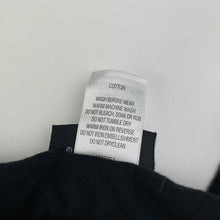 COTTON
WASH BEFORE WEAR
WARM MACHINE WASH
DO NOT BLEACH, SOAK OR RUB
DO NOT TUMBLE DRY
WARM IRON ON REVERSE
DO NOT IRON EMBELLISHMENT
DO NOT DRYCLEAN